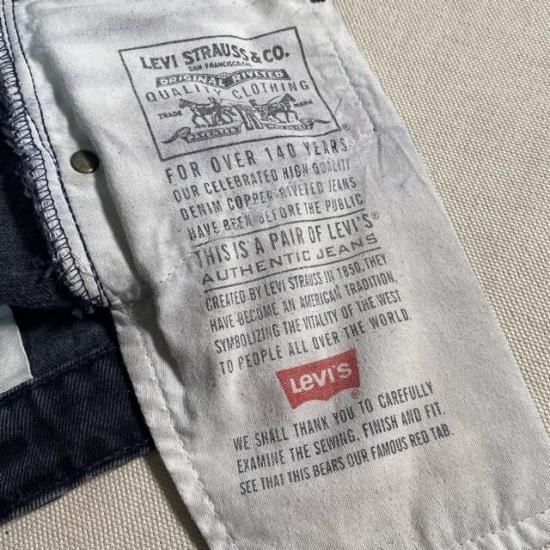 LEVI STRAUSS & CO.
SAN FRANCISCO, CAL.
ORIGINAL RIVETED
QUALITY CLOTHING
TRADE MARK
®
FOR OVER 140 YEARS
OUR CELEBRATED HIGH QUALITY
DENIM COPPER-RIVETED JEANS
HAVE BEEN BEFORE THE PUBLIC
THIS IS A PAIR OF LEVI'S®
AUTHENTIC JEANS
CREATED BY LEVI STRAUSS IN 1850, THEY
HAVE BECOME AN AMERICAN TRADITION,
SYMBOLIZING THE VITALITY OF THE WEST
TO PEOPLE ALL OVER THE WORLD.
LEVI'S
®
WE SHALL THANK YOU TO CAREFULLY
EXAMINE THE SEWING, FINISH AND FIT.
SEE THAT THIS BEARS OUR FAMOUS RED TAB.